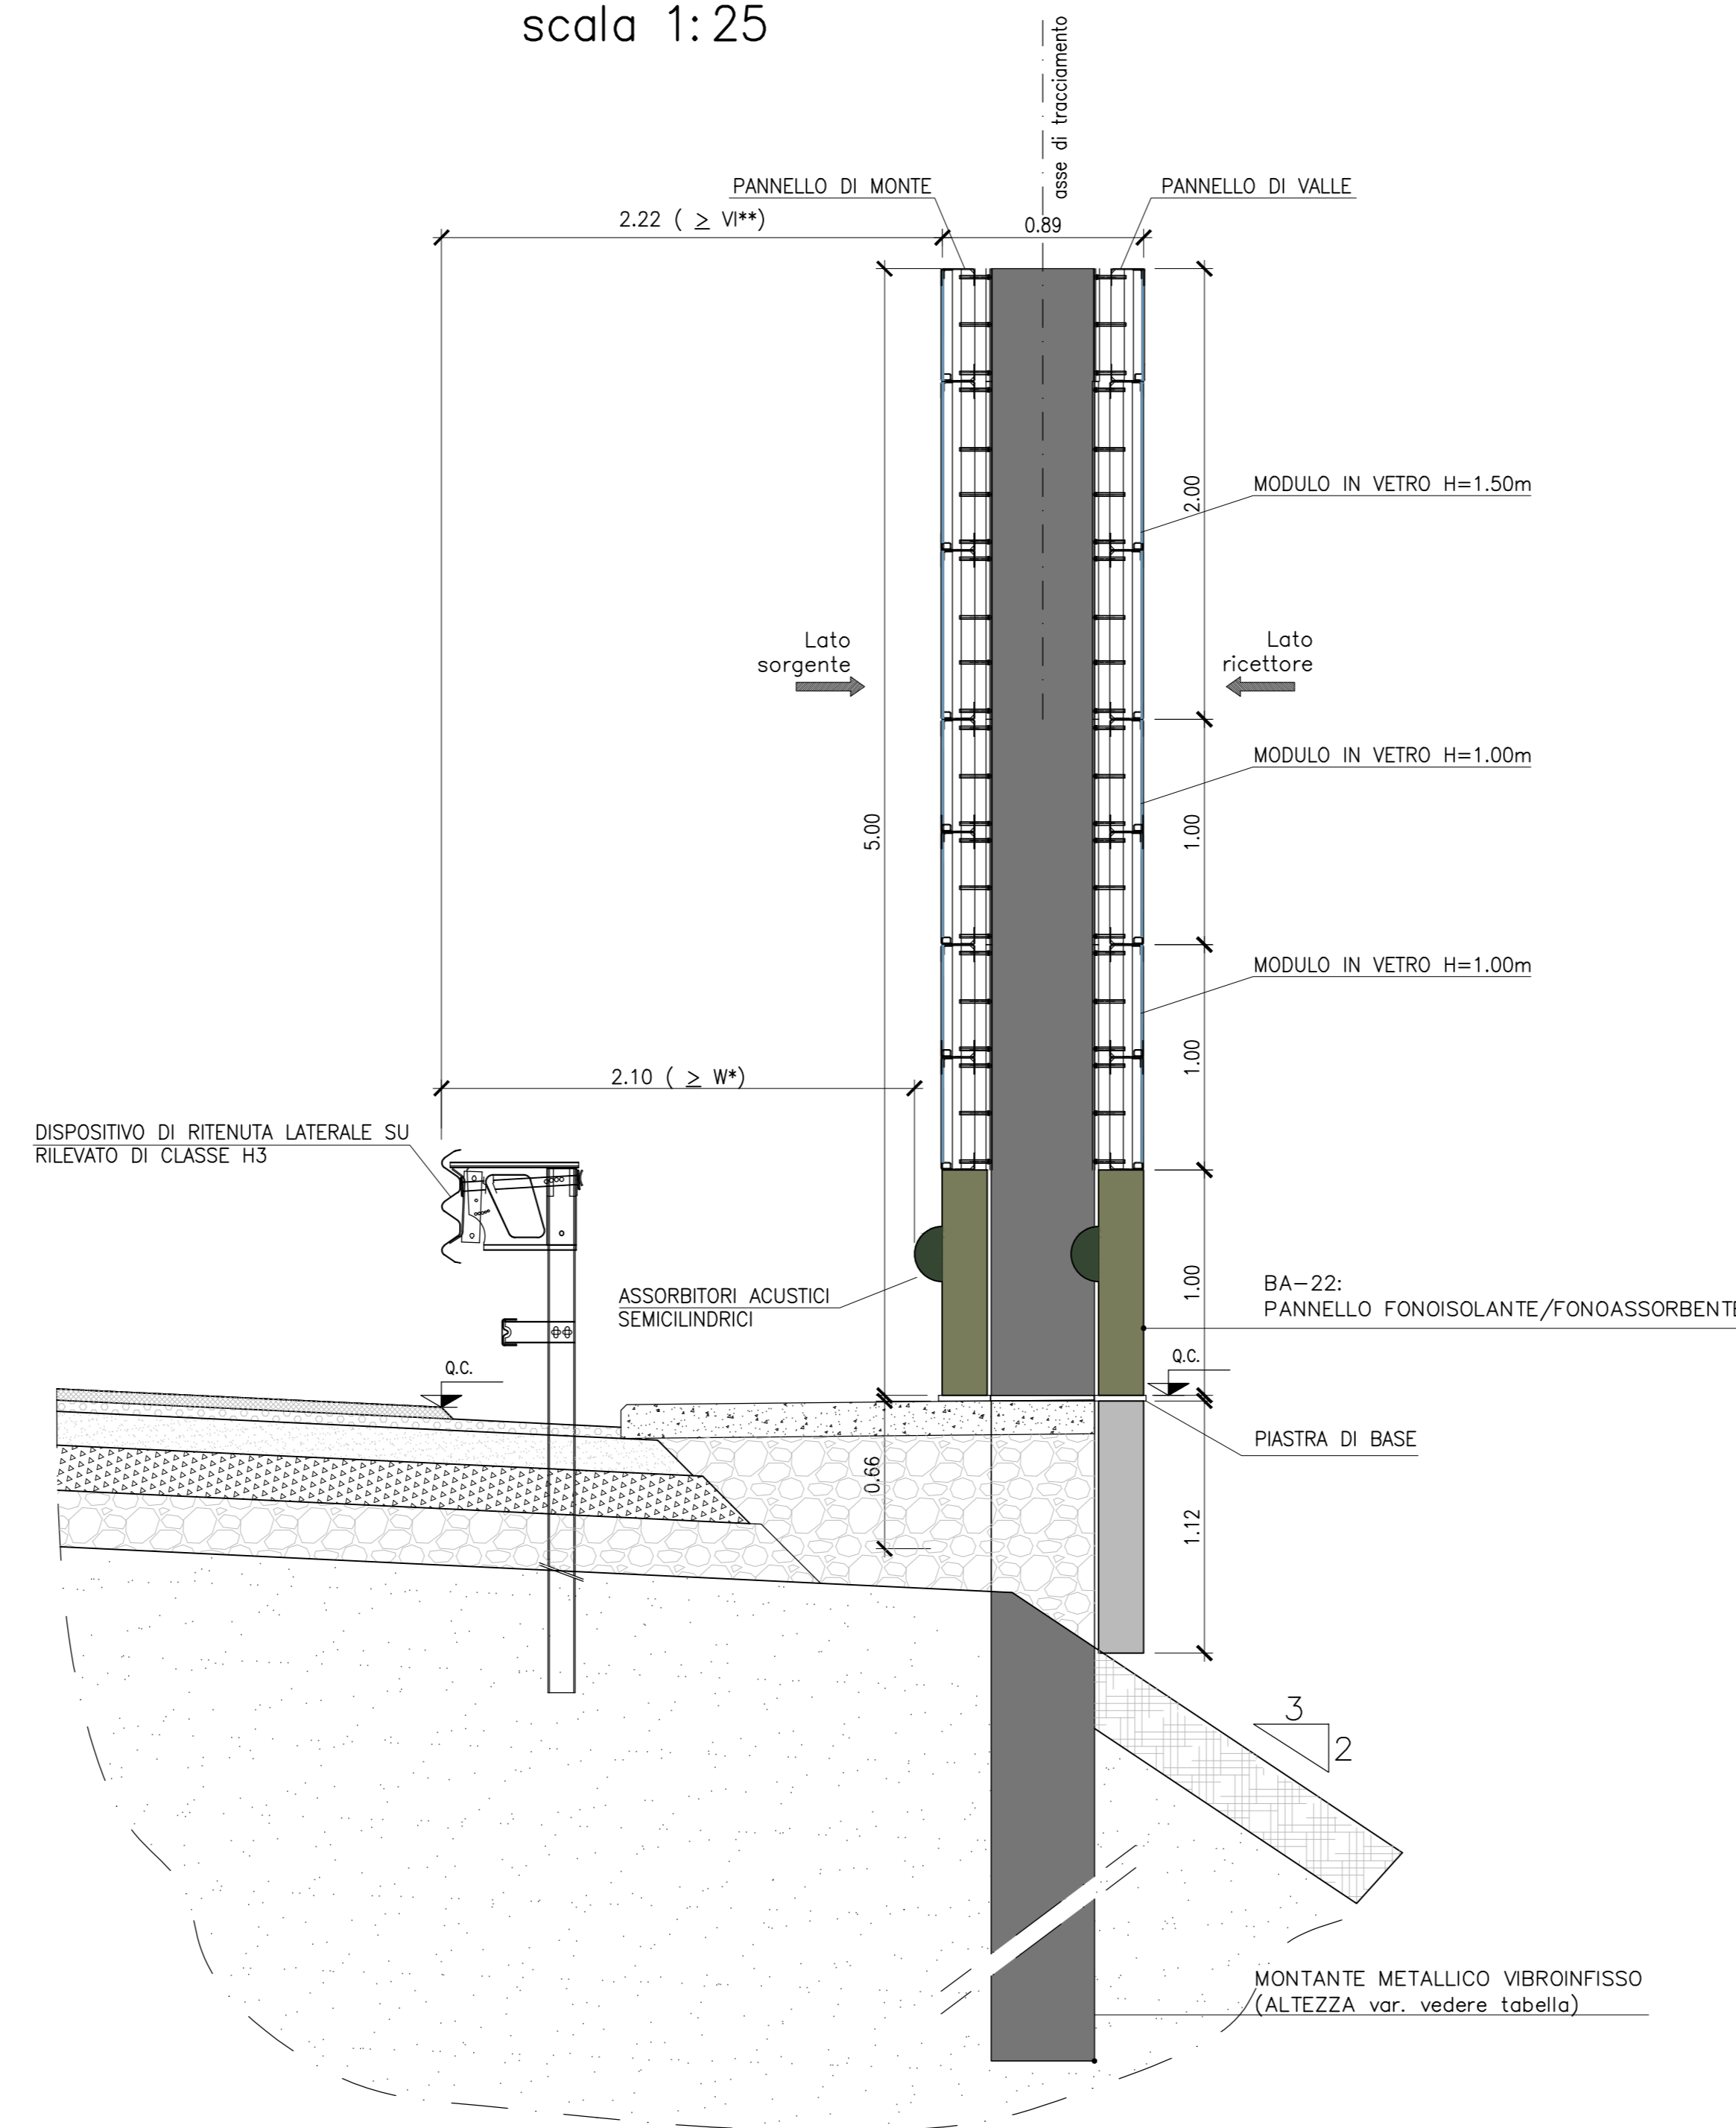 scala 1:25
asse di tracciamento
PANNELLO DI MONTE
PANNELLO DI VALLE
2.22 ( ≥ VI**)
0.89
2.00
MODULO IN VETRO H=1.50m
Lato
sorgente
Lato
ricettore
MODULO IN VETRO H=1.00m
5.00
1.00
MODULO IN VETRO H=1.00m
1.00
2.10 ( ≥ W*)
DISPOSITIVO DI RITENUTA LATERALE SU
RILEVATO DI CLASSE H3
1.00
ASSORBITORI ACUSTICI
SEMICILINDRICI
BA-22:
PANNELLO FONOISOLANTE/FONOASSORBENTE
Q.C.
Q.C.
PIASTRA DI BASE
0.66
1.12
3
2
MONTANTE METALLICO VIBROINFISSO
(ALTEZZA var. vedere tabella)